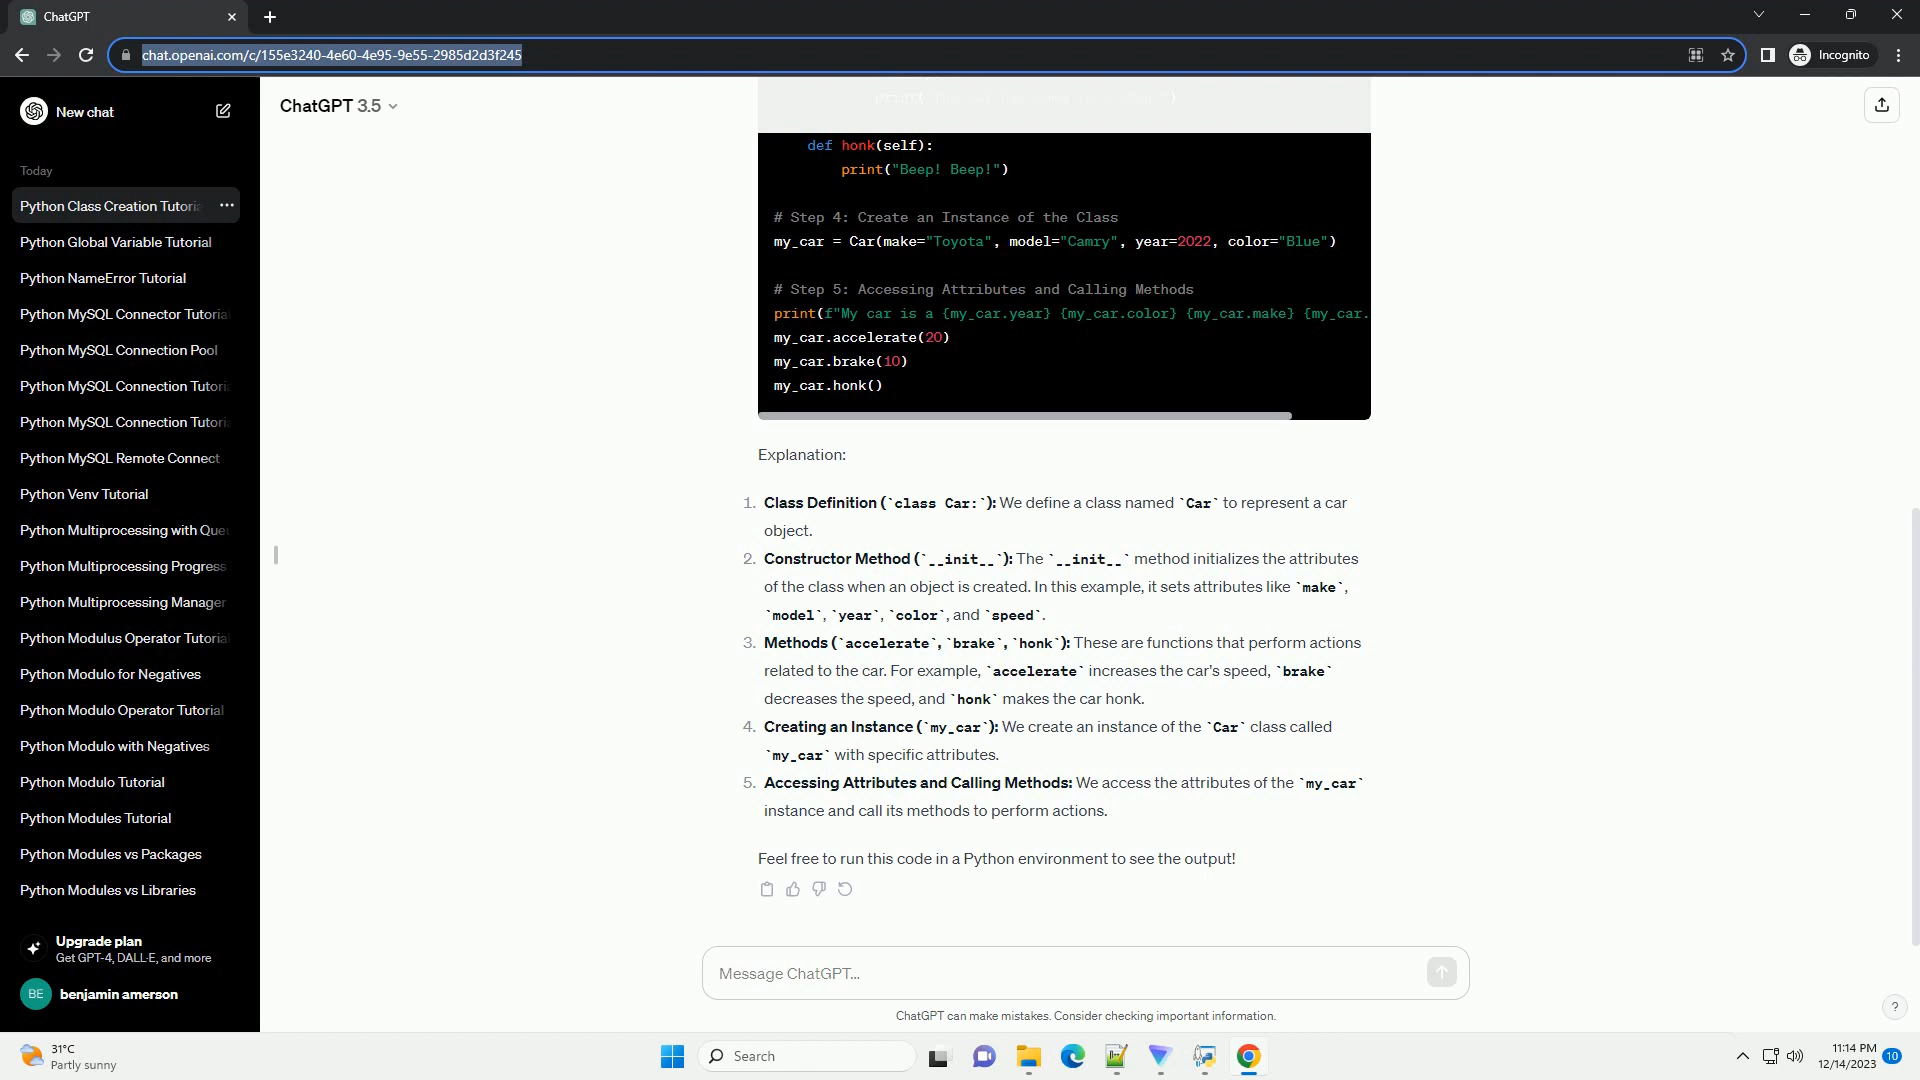 ChatGPT
chat.openai.com/c/155e3240-4e60-4e95-9e55-2985d2d3f245
Incognito
New chat
Today
Python Class Creation Tutoria
Python Global Variable Tutorial
Python NameError Tutorial
Python MySQL Connector Tutorial
Python MySQL Connection Pool
Python MySQL Connection Tutori
Python MySQL Connection Tutori
Python MySQL Remote Connect
Python Venv Tutorial
Python Multiprocessing with Queu
Python Multiprocessing Progress
Python Multiprocessing Manager
Python Modulus Operator Tutorial
Python Modulo for Negatives
Python Modulo Operator Tutorial
Python Modulo with Negatives
Python Modulo Tutorial
Python Modules Tutorial
Python Modules vs Packages
Python Modules vs Libraries
Upgrade plan
Get GPT-4, DALL·E, and more
BE benjamin amerson
ChatGPT 3.5
def honk(self):
print("Beep! Beep!")
# Step 4: Create an Instance of the Class
my_car = Car(make="Toyota", model="Camry", year=2022, color="Blue")
# Step 5: Accessing Attributes and Calling Methods
print(f"My car is a {my_car.year} {my_car.color} {my_car.make} {my_car.
my_car.accelerate(20)
my_car.brake(10)
my_car.honk()
Explanation:
1. Class Definition (`class Car:`): We define a class named `Car` to represent a car
object.
2. Constructor Method (`__init__`): The `__init__` method initializes the attributes
of the class when an object is created. In this example, it sets attributes like `make`,
`model`, `year`, `color`, and `speed`.
3. Methods (`accelerate`, `brake`, `honk`): These are functions that perform actions
related to the car. For example, `accelerate` increases the car's speed, `brake`
decreases the speed, and `honk` makes the car honk.
4. Creating an Instance (`my_car`): We create an instance of the `Car` class called
`my_car` with specific attributes.
5. Accessing Attributes and Calling Methods: We access the attributes of the `my_car`
instance and call its methods to perform actions.
Feel free to run this code in a Python environment to see the output!
Message ChatGPT...
ChatGPT can make mistakes. Consider checking important information.
?
31°C
Partly sunny
Search
11:14 PM
12/14/2023
10